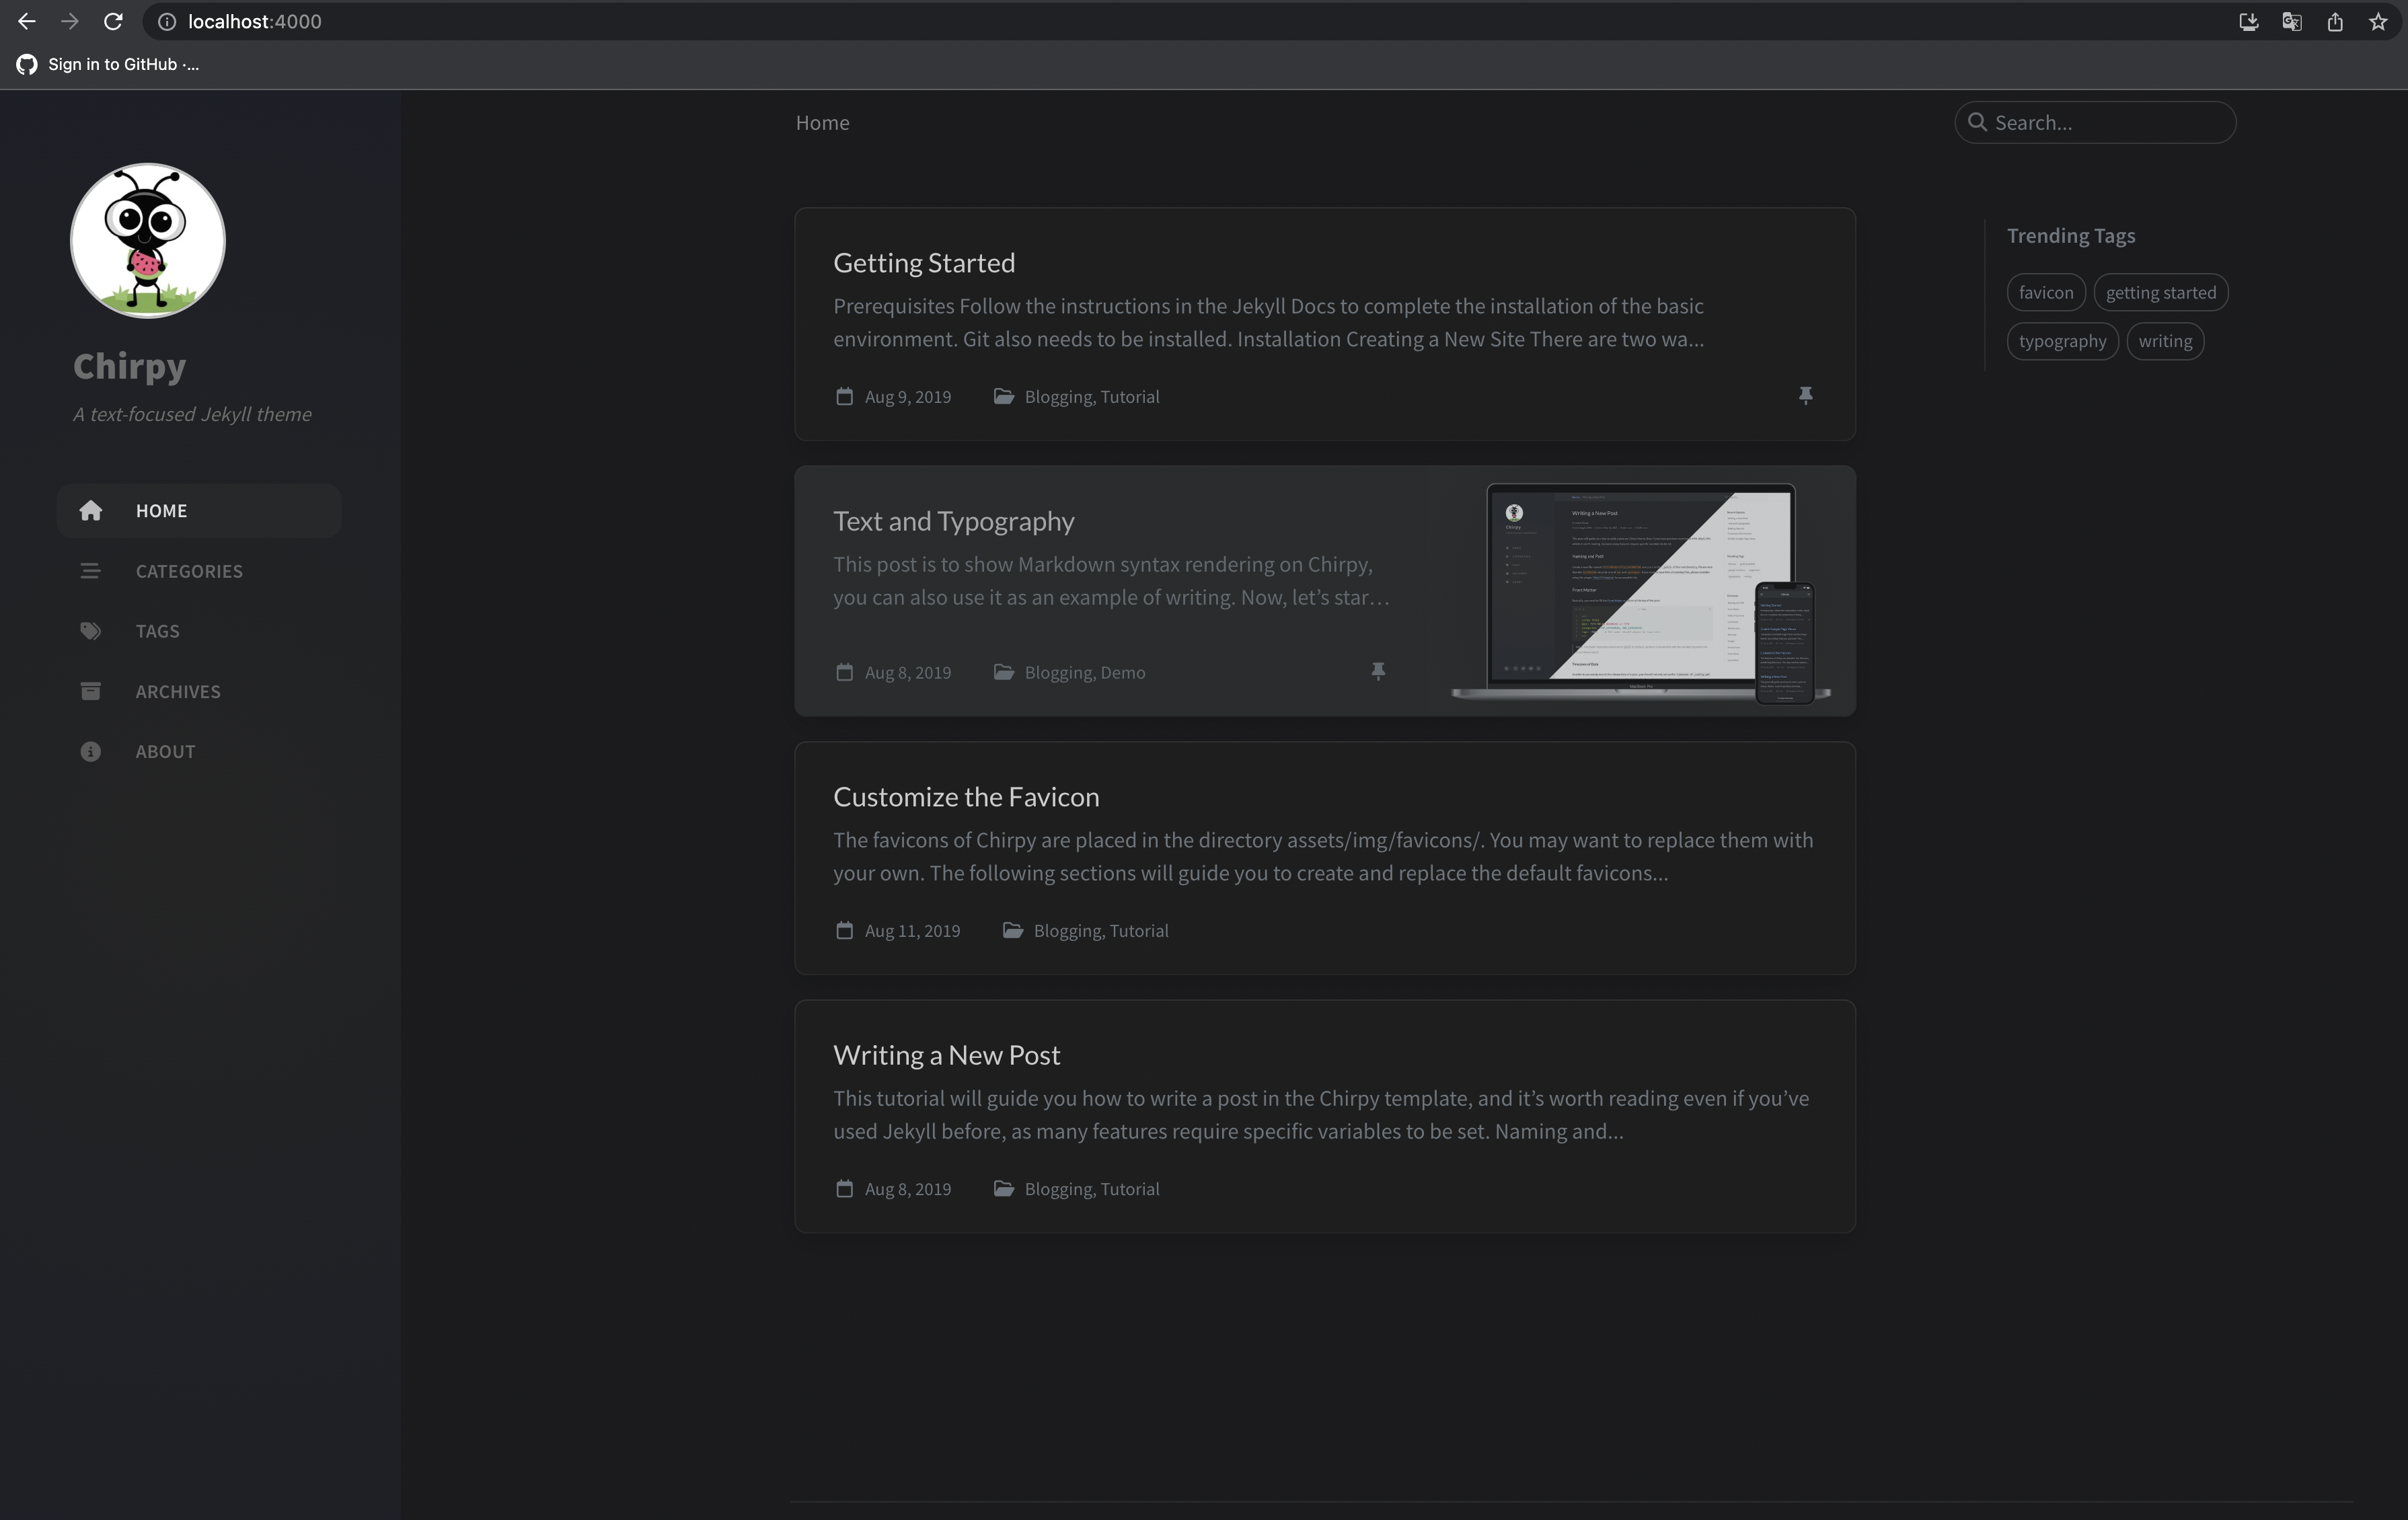 localhost:4000
Sign in to GitHub ·...
Chirpy
A text-focused Jekyll theme
HOME
CATEGORIES
TAGS
ARCHIVES
ABOUT
Home
Search...
Getting Started
Prerequisites Follow the instructions in the Jekyll Docs to complete the installation of the basic
environment. Git also needs to be installed. Installation Creating a New Site There are two wa...
Aug 9, 2019 Blogging, Tutorial
Text and Typography
This post is to show Markdown syntax rendering on Chirpy,
you can also use it as an example of writing. Now, let’s star…
Aug 8, 2019 Blogging, Demo
Writing a New Post
Customize the Favicon
The favicons of Chirpy are placed in the directory assets/img/favicons/. You may want to replace them with
your own. The following sections will guide you to create and replace the default favicons...
Aug 11, 2019 Blogging, Tutorial
Writing a New Post
This tutorial will guide you how to write a post in the Chirpy template, and it’s worth reading even if you’ve
used Jekyll before, as many features require specific variables to be set. Naming and...
Aug 8, 2019 Blogging, Tutorial
Trending Tags
favicon
getting started
typography
writing